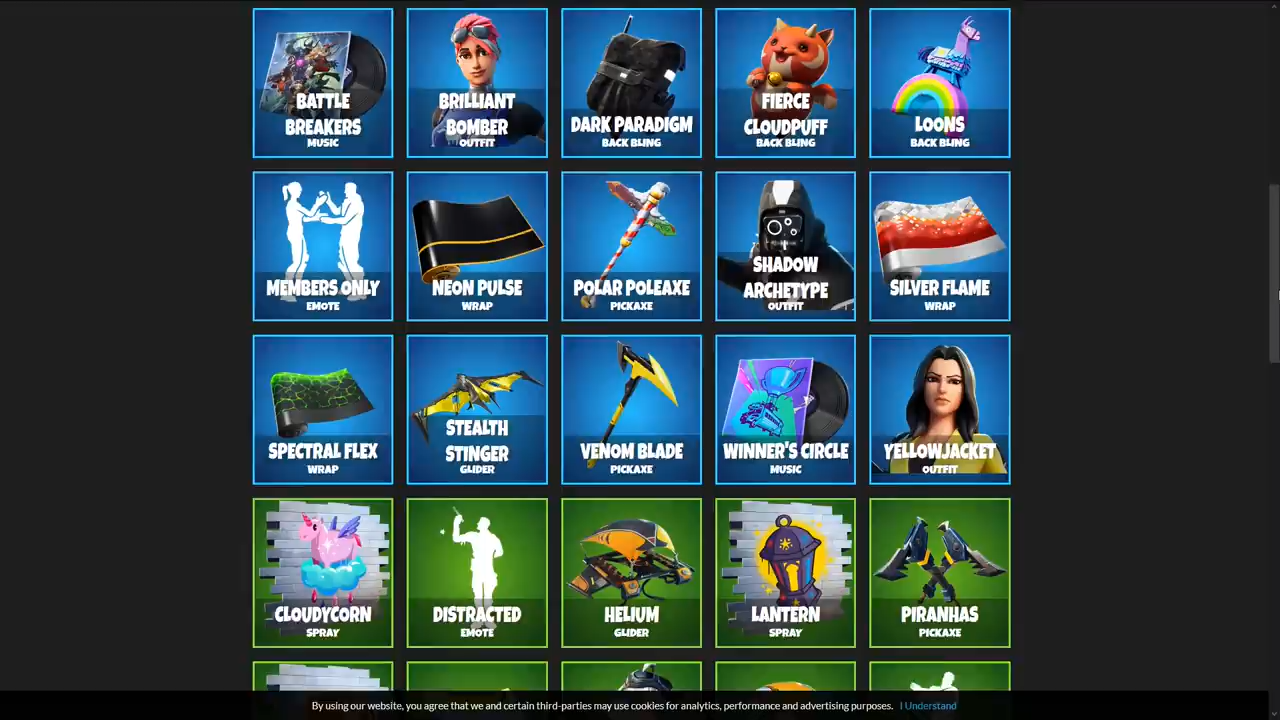 BATTLE
BREAKERS
MUSIC
BRILLIANT
BOMBER
OUTFIT
DARK PARADIGM
BACK BLING
FIERCE
CLOUDPUFF
BACK BLING
LOONS
BACK BLING
MEMBERS ONLY
EMOTE
NEON PULSE
WRAP
POLAR POLEAXE
PICKAXE
SHADOW
ARCHETYPE
OUTFIT
SILVER FLAME
WRAP
SPECTRAL FLEX
WRAP
STEALTH
STINGER
GLIDER
VENOM BLADE
PICKAXE
WINNER'S CIRCLE
MUSIC
YELLOWJACKET
OUTFIT
CLOUDYCORN
SPRAY
DISTRACTED
EMOTE
HELIUM
GLIDER
LANTERN
SPRAY
PIRANHAS
PICKAXE
By using our website, you agree that we and certain third-parties may use cookies for analytics, performance and advertising purposes. I Understand